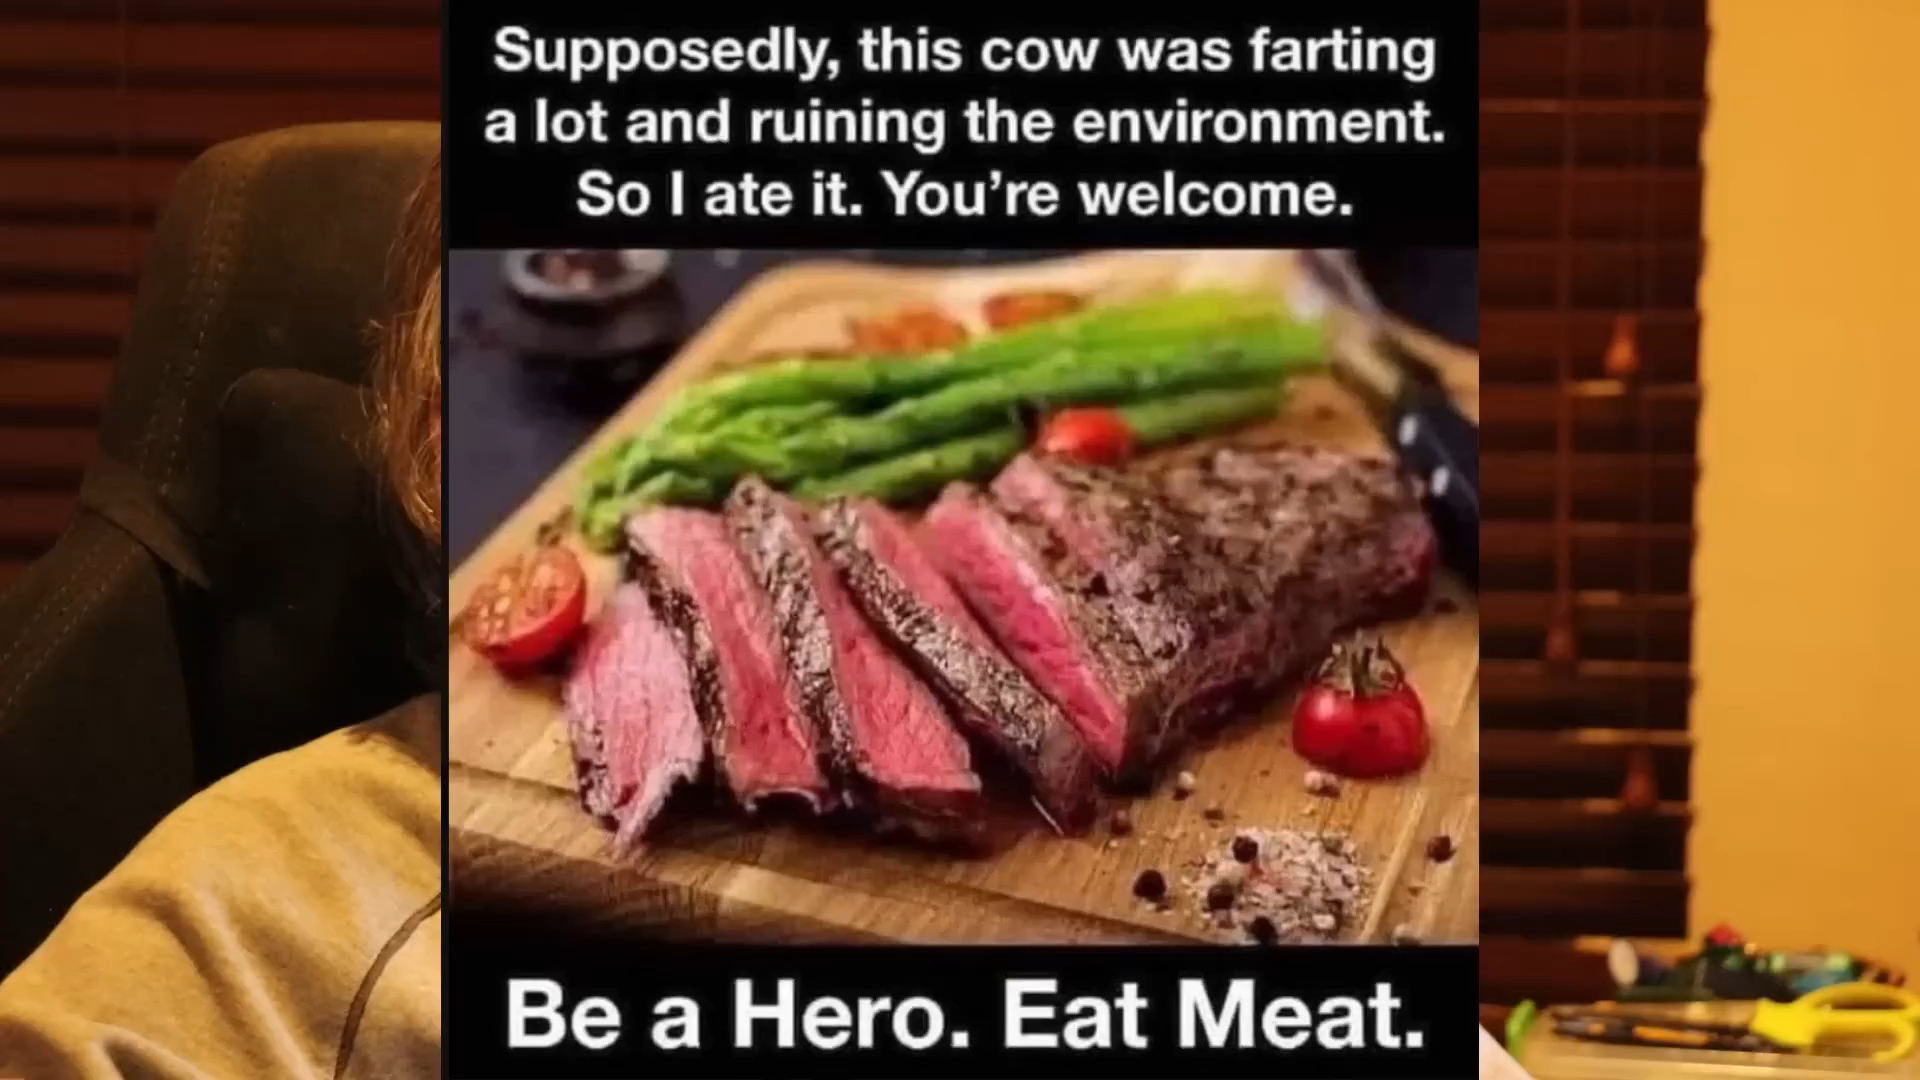 Supposedly, this cow was farting
a lot and ruining the environment.
So I ate it. You're welcome.
Be a Hero. Eat Meat.